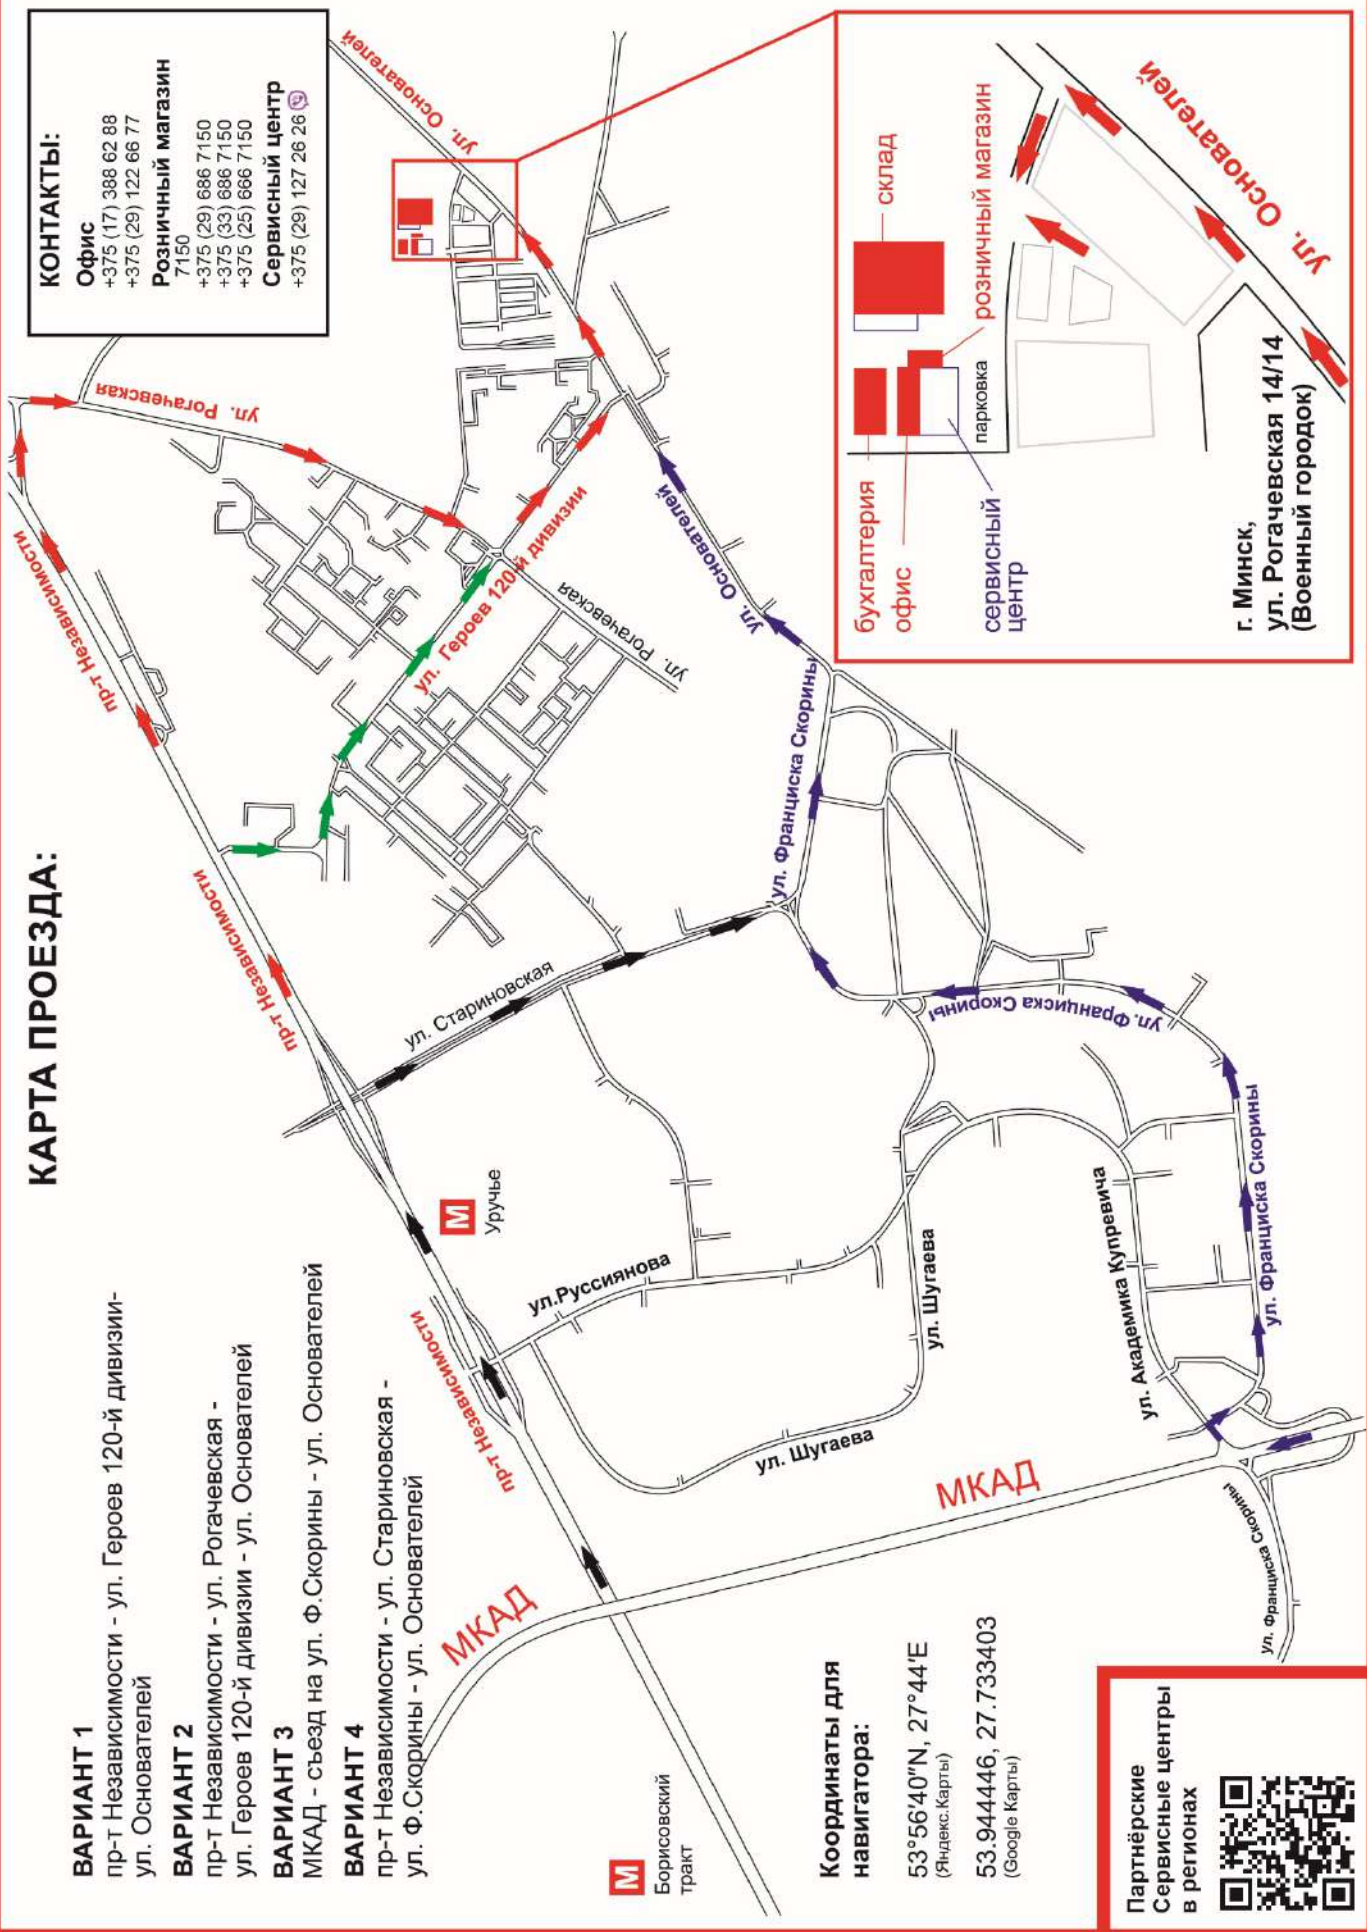 КАРТА ПРОЕЗДА:
ВАРИАНТ 1
пр-т Независимости - ул. Героев 120-й дивизии-
ул. Основателей
ВАРИАНТ 2
пр-т Независимости - ул. Рогачевская -
ул. Героев 120-й дивизии - ул. Основателей
ВАРИАНТ 3
МКАД - съезд на ул. Ф.Скорины - ул. Основателей
ВАРИАНТ 4
пр-т Независимости - ул. Стариновская -
ул. Ф.Скорины - ул. Основателей
КОНТАКТЫ:
Офис
+375 (17) 388 62 88
+375 (29) 122 66 77
Розничный магазин
7150
+375 (29) 686 7150
+375 (33) 686 7150
+375 (25) 666 7150
Сервисный центр
+375 (29) 127 26 26
пр-т Независимости
пр-т Независимости
пр-т Независимости
ул. Рогачевская
ул. Основателей
ул. Героев 120-й дивизии
ул. Рогачевская
ул. Основателей
ул. Стариновская
ул. Франциска Скорины
М
Уручье
ул.Руссиянова
ул. Шугаева
ул. Шугаева
ул. Франциска Скорины
ул. Академика Купревича
ул. Франциска Скорины
МКАД
МКАД
ул. Франциска Скорины
М
Борисовский
тракт
Координаты для
навигатора:
53°56'40"N, 27°44'E
(Яндекс.Карты)
53.944446, 27.733403
(Google Карты)
Партнёрские
Сервисные центры
в регионах
бухгалтерия
офис
сервисный
центр
склад
розничный магазин
парковка
ул. Основателей
г. Минск,
ул. Рогачевская 14/14
(Военный городок)